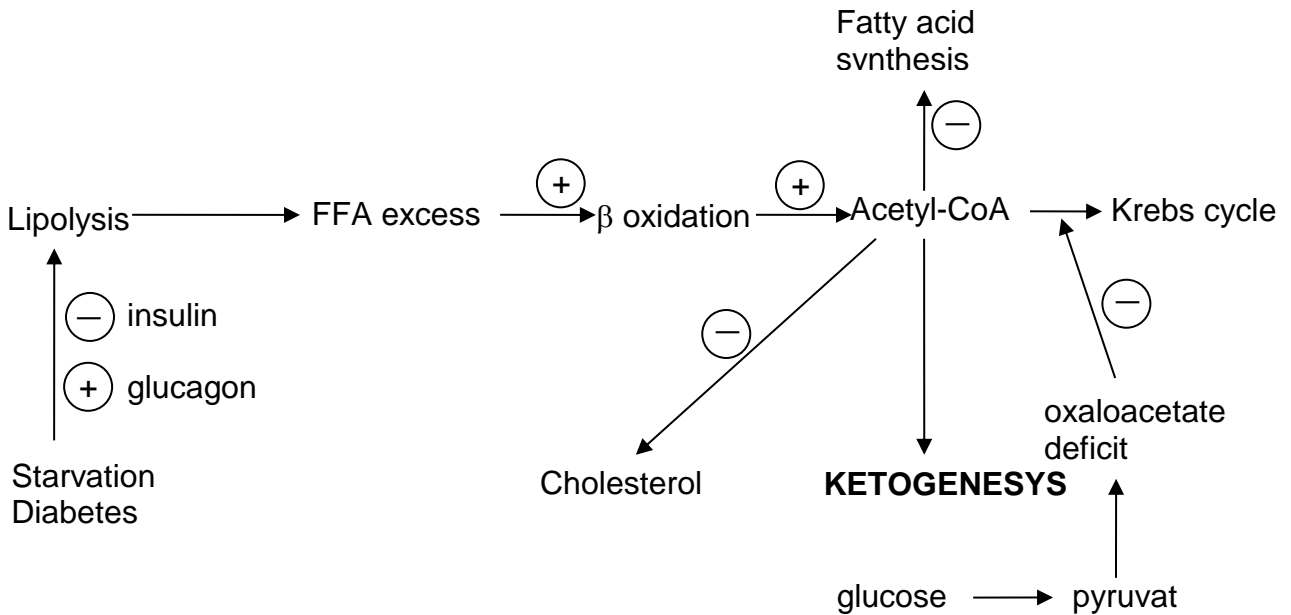 Fatty acid
synthesis
+
−
+
Lipolysis
FFA excess
β oxidation
Acetyl-CoA
Krebs cycle
− insulin
−
−
+ glucagon
oxaloacetate
deficit
Starvation
Diabetes
Cholesterol
KETOGENESYS
glucose
pyruvat